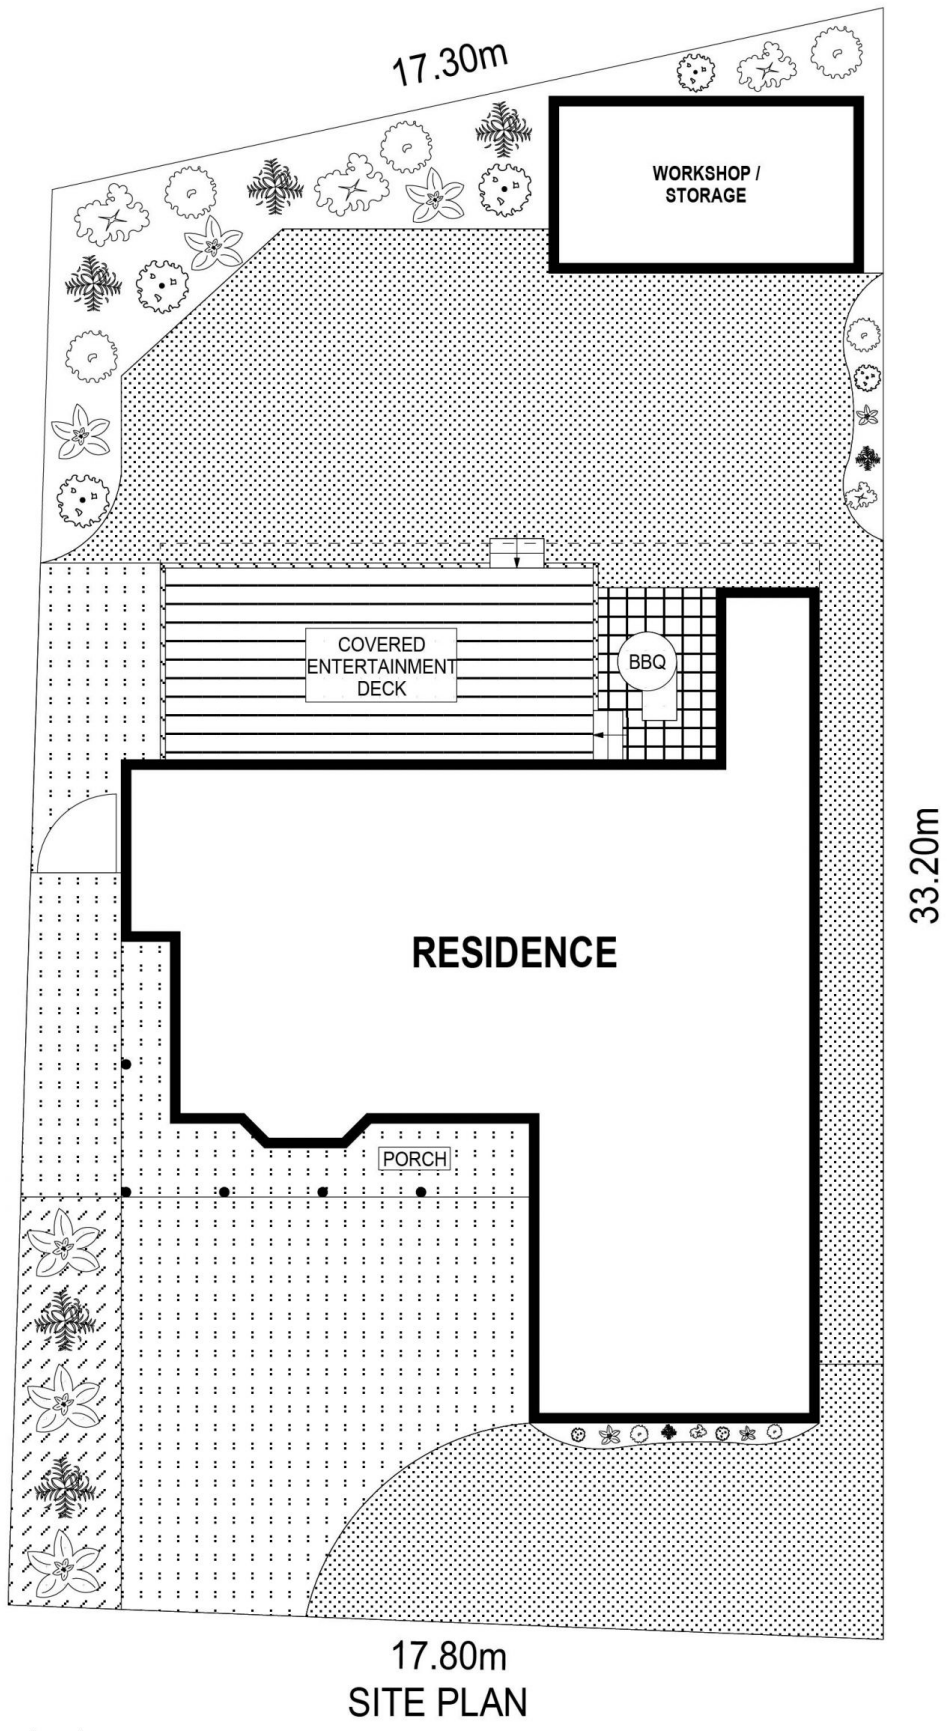 17.30m
WORKSHOP /
STORAGE
COVERED
ENTERTAINMENT
DECK
BBQ
33.20m
RESIDENCE
PORCH
17.80m
SITE PLAN